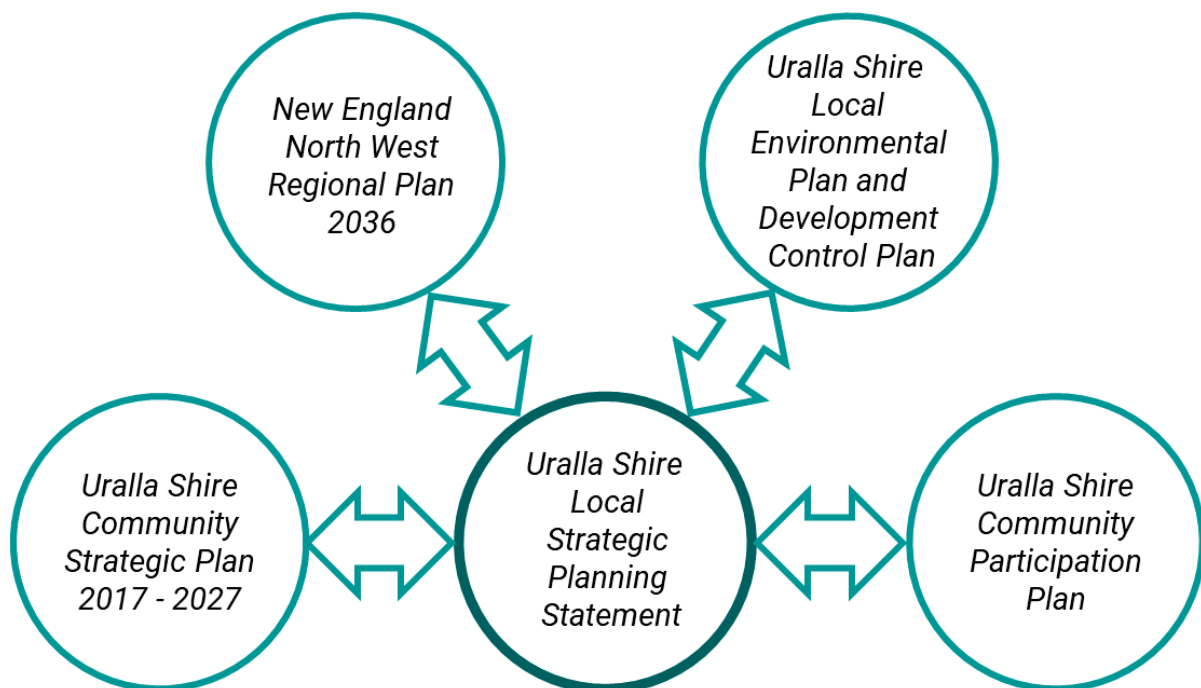 New England
North West
Regional Plan
2036
Uralla Shire
Local
Environmental
Plan and
Development
Control Plan
Uralla Shire
Community
Strategic Plan
2017 - 2027
Uralla Shire
Local
Strategic
Planning
Statement
Uralla Shire
Community
Participation
Plan